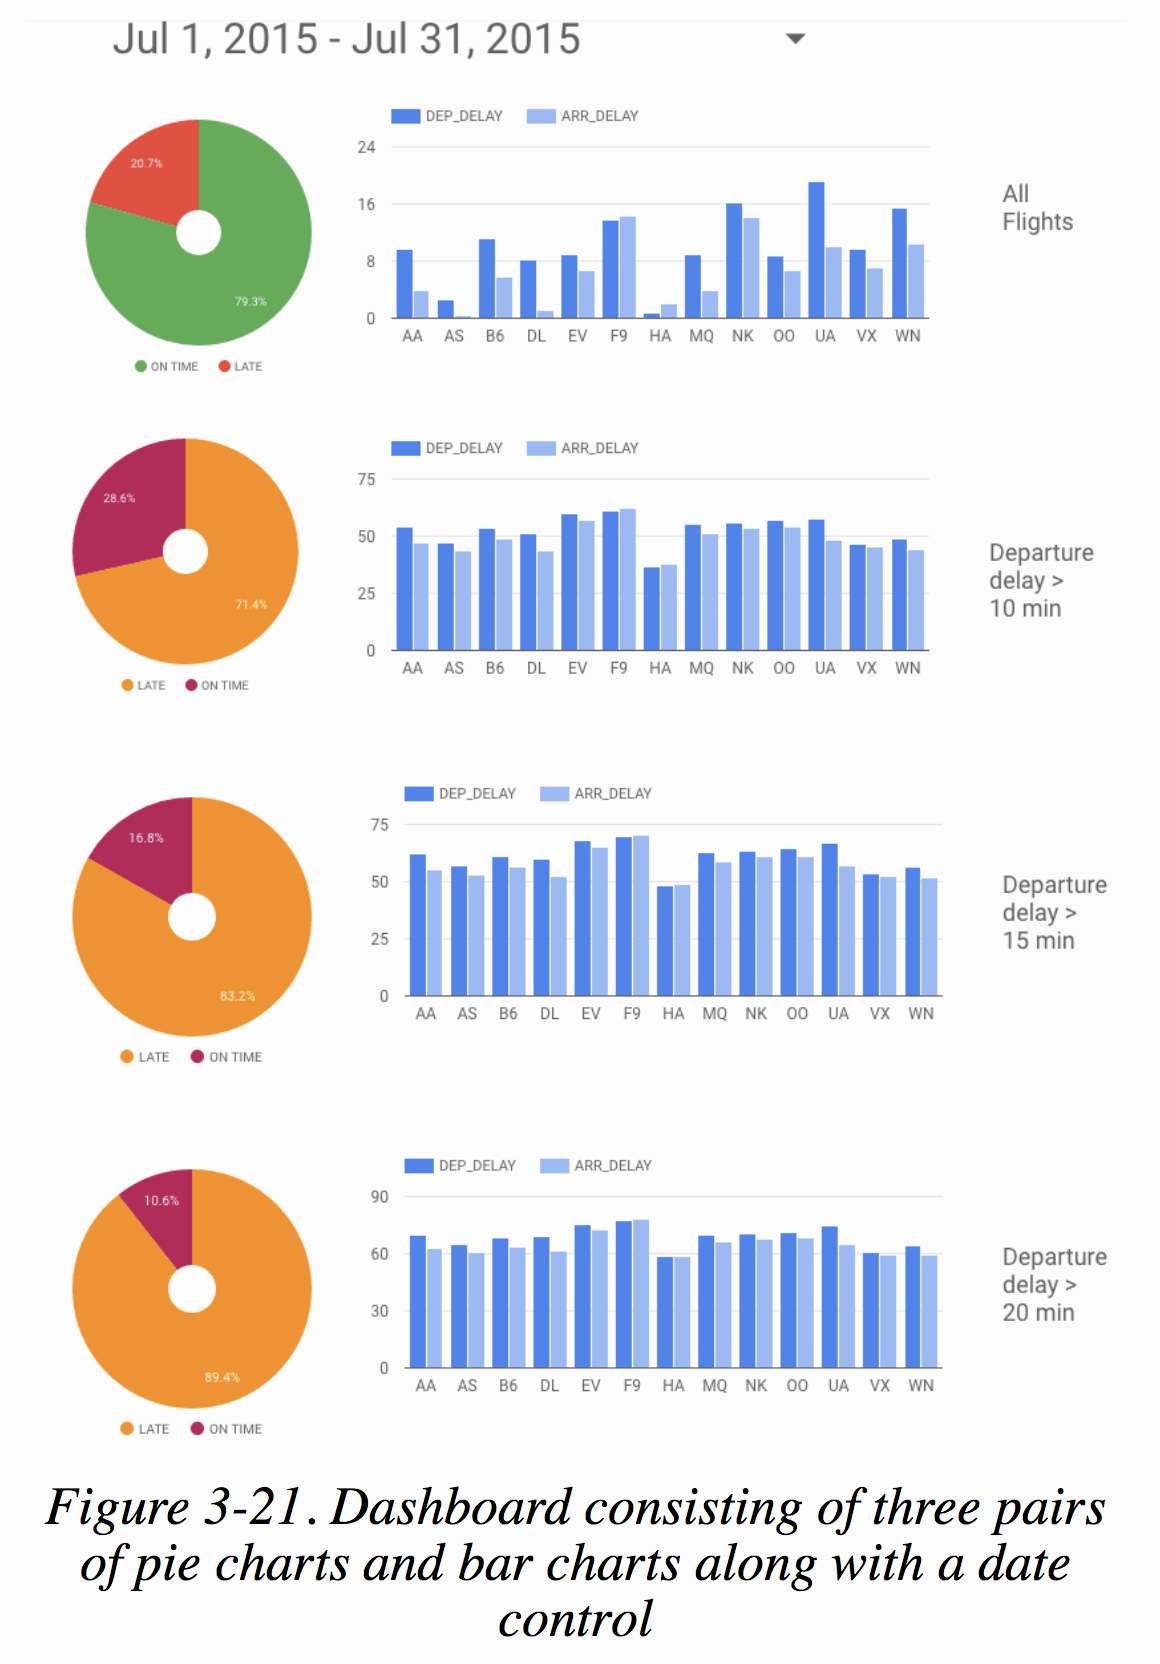 Jul 1, 2015 - Jul 31, 2015
DEP_DELAY ARR_DELAY
24
16
8
0
AA AS B6 DL EV F9 HA MQ NK OO UA VX WN
20.7%
79.3%
ON TIME LATE
All
Flights
DEP_DELAY ARR_DELAY
75
50
25
0
AA AS B6 DL EV F9 HA MQ NK OO UA VX WN
28.6%
71.4%
LATE ON TIME
Departure
delay >
10 min
DEP_DELAY ARR_DELAY
75
50
25
0
AA AS B6 DL EV F9 HA MQ NK OO UA VX WN
16.8%
83.2%
LATE ON TIME
Departure
delay >
15 min
DEP_DELAY ARR_DELAY
90
60
30
0
AA AS B6 DL EV F9 HA MQ NK OO UA VX WN
10.6%
89.4%
LATE ON TIME
Departure
delay >
20 min
Figure 3-21. Dashboard consisting of three pairs
of pie charts and bar charts along with a date
control